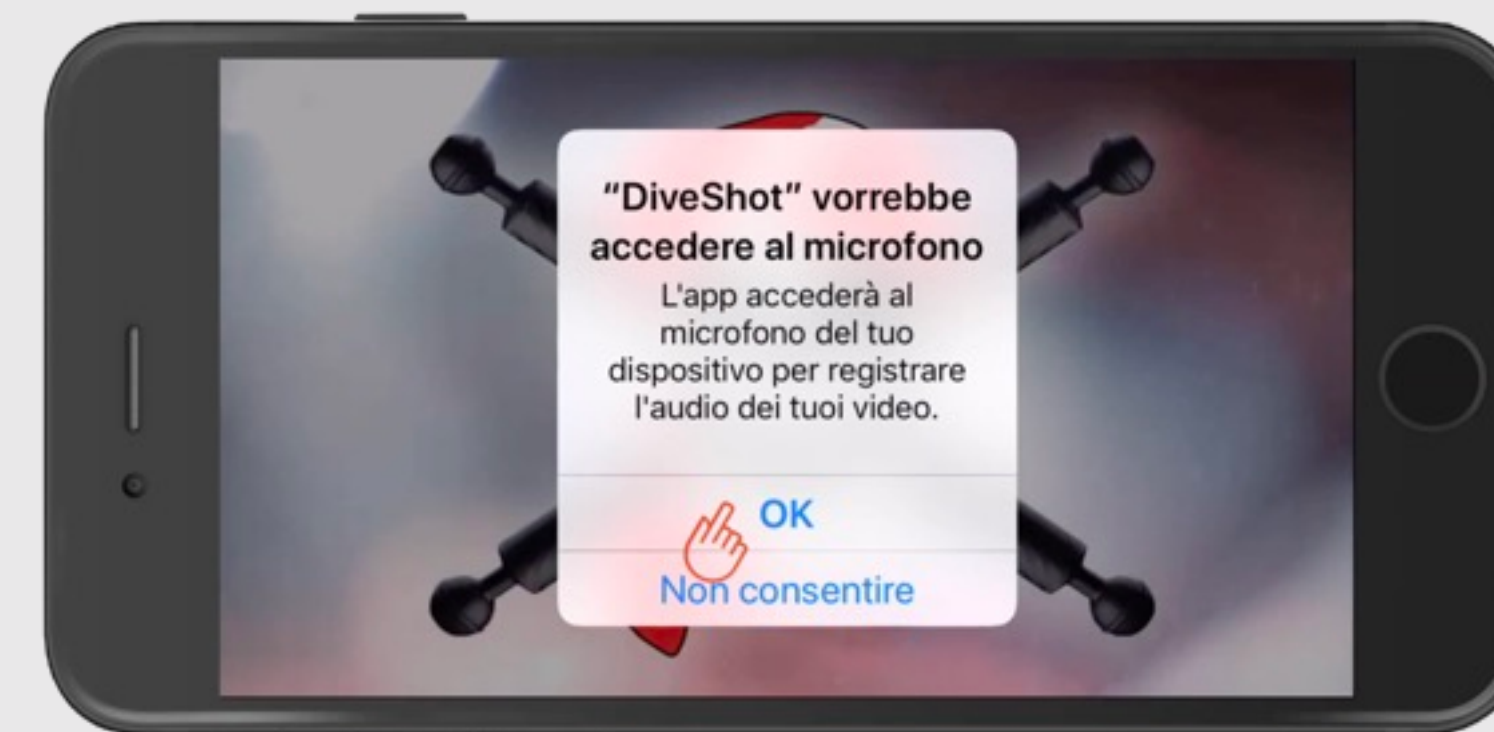 “DiveShot” vorrebbe
accedere al microfono
L'app accederà al
microfono del tuo
dispositivo per registrare
l'audio dei tuoi video.
OK
Non consentire